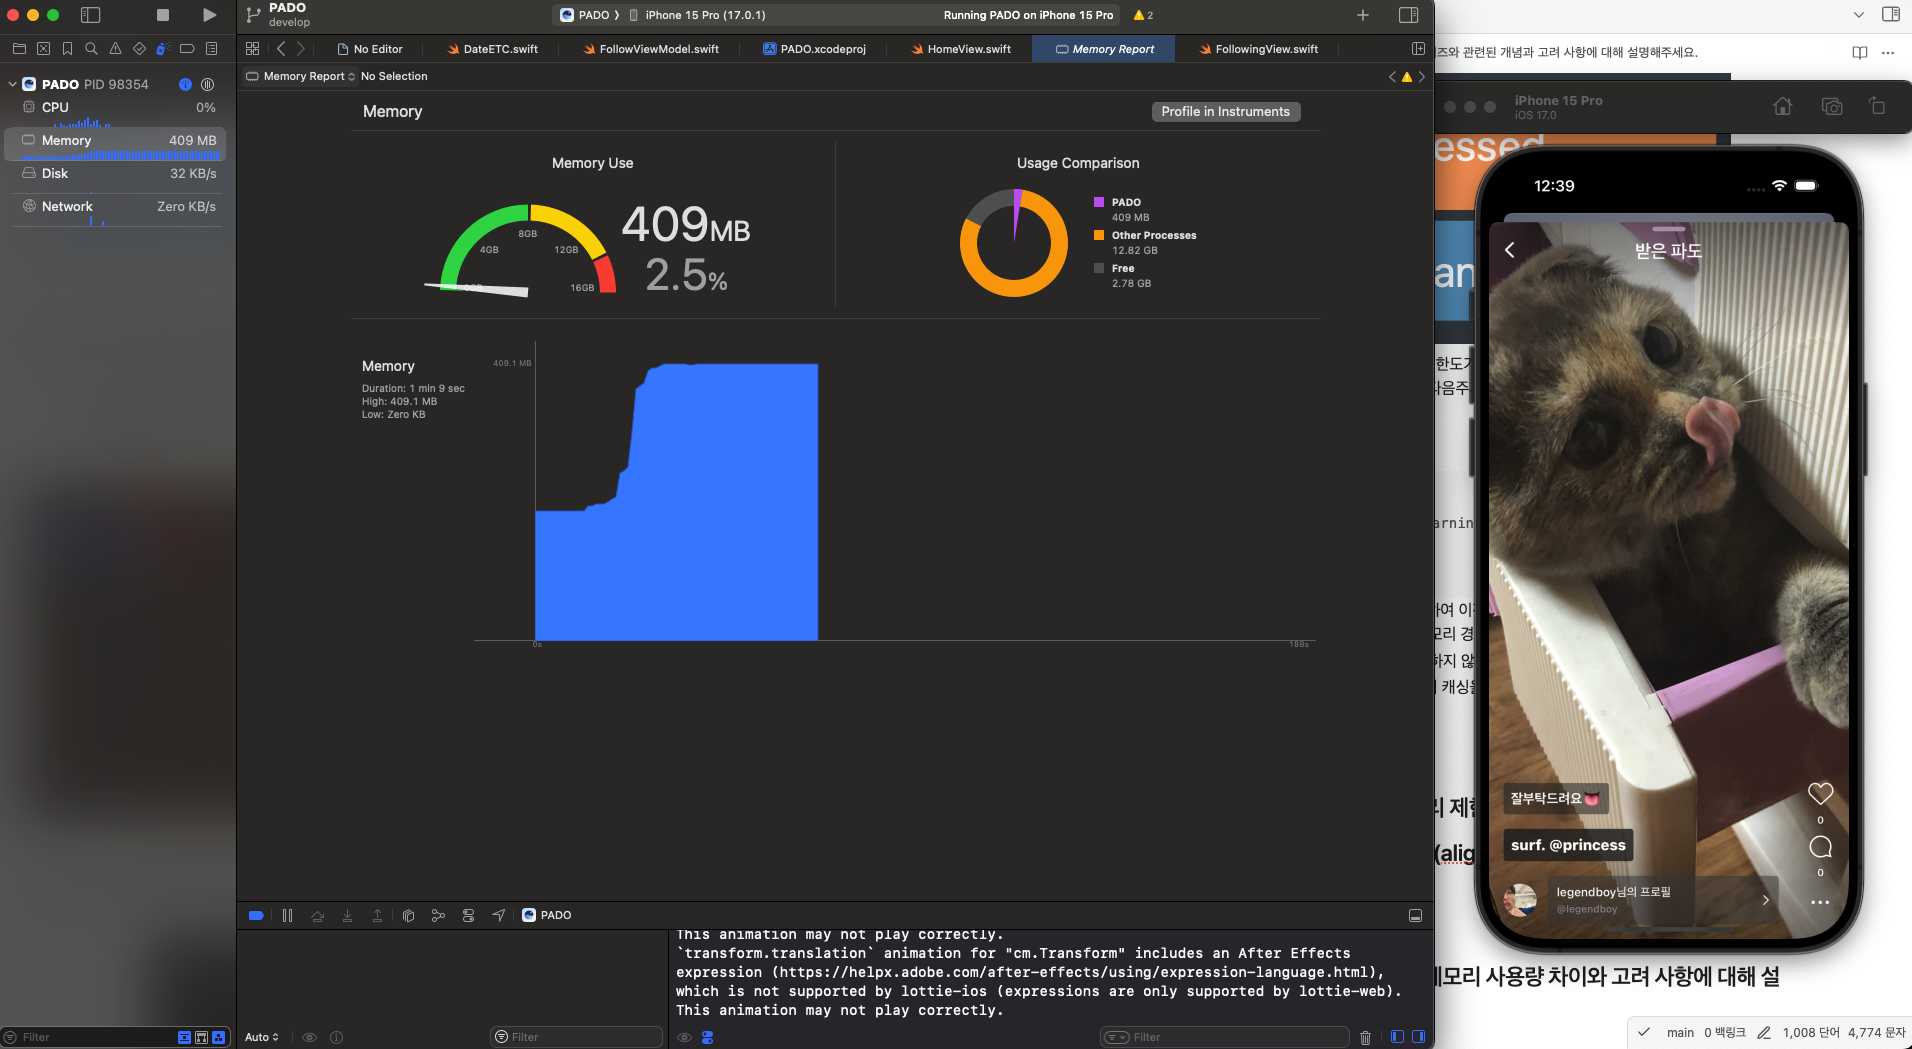 PADO
develop
PADO
iPhone 15 Pro (17.0.1)
Running PADO on iPhone 15 Pro
2
No Editor
DateETC.swift
FollowViewModel.swift
PADO.xcodeproj
HomeView.swift
Memory Report
FollowingView.swift
Memory Report
No Selection
PADO PID 98354
CPU 0%
Memory 409 MB
Disk 32 KB/s
Network Zero KB/s
Memory
Profile in Instruments
Memory Use
4GB
8GB
12GB
16GB
409MB
2.5%
Usage Comparison
PADO
409 MB
Other Processes
12.82 GB
Free
2.78 GB
Memory
Duration: 1 min 9 sec
High: 409.1 MB
Low: Zero KB
409.1 MB
0s
188s
PADO
This animation may not play correctly.
`transform.translation` animation for "cm.Transform" includes an After Effects
expression (https://helpx.adobe.com/after-effects/using/expression-language.html),
which is not supported by lottie-ios (expressions are only supported by lottie-web).
This animation may not play correctly.
Filter
Auto
Filter
Filter
즈와 관련된 개념과 고려 사항에 대해 설명해주세요.
iPhone 15 Pro
iOS 17.0
essed
an
한도가
다음주
arnin
하여 이
모리 경
하지 않
캐싱을
리 제한
(alig
12:39
받은 파도
잘부탁드려요👅
surf. @princess
legendboy님의 프로필
@legendboy
0
0
메모리 사용량 차이와 고려 사항에 대해 설
main
0 백링크
1,008 단어
4,774 문자